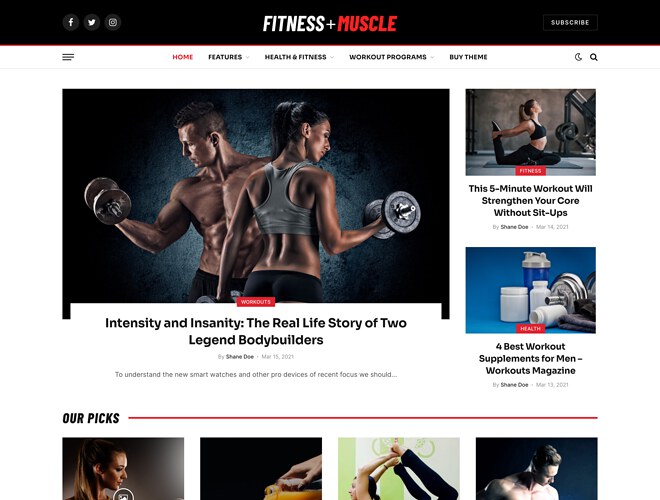 FITNESS+MUSCLE
SUBSCRIBE
HOME FEATURES HEALTH & FITNESS WORKOUT PROGRAMS BUY THEME
WORKOUTS
Intensity and Insanity: The Real Life Story of Two
Legend Bodybuilders
By Shane Doe - Mar 15, 2021
To understand the new smart watches and other pro devices of recent focus we should...
FITNESS
This 5-Minute Workout Will
Strengthen Your Core
Without Sit-Ups
By Shane Doe - Mar 14, 2021
HEALTH
4 Best Workout
Supplements for Men –
Workouts Magazine
By Shane Doe - Mar 13, 2021
OUR PICKS